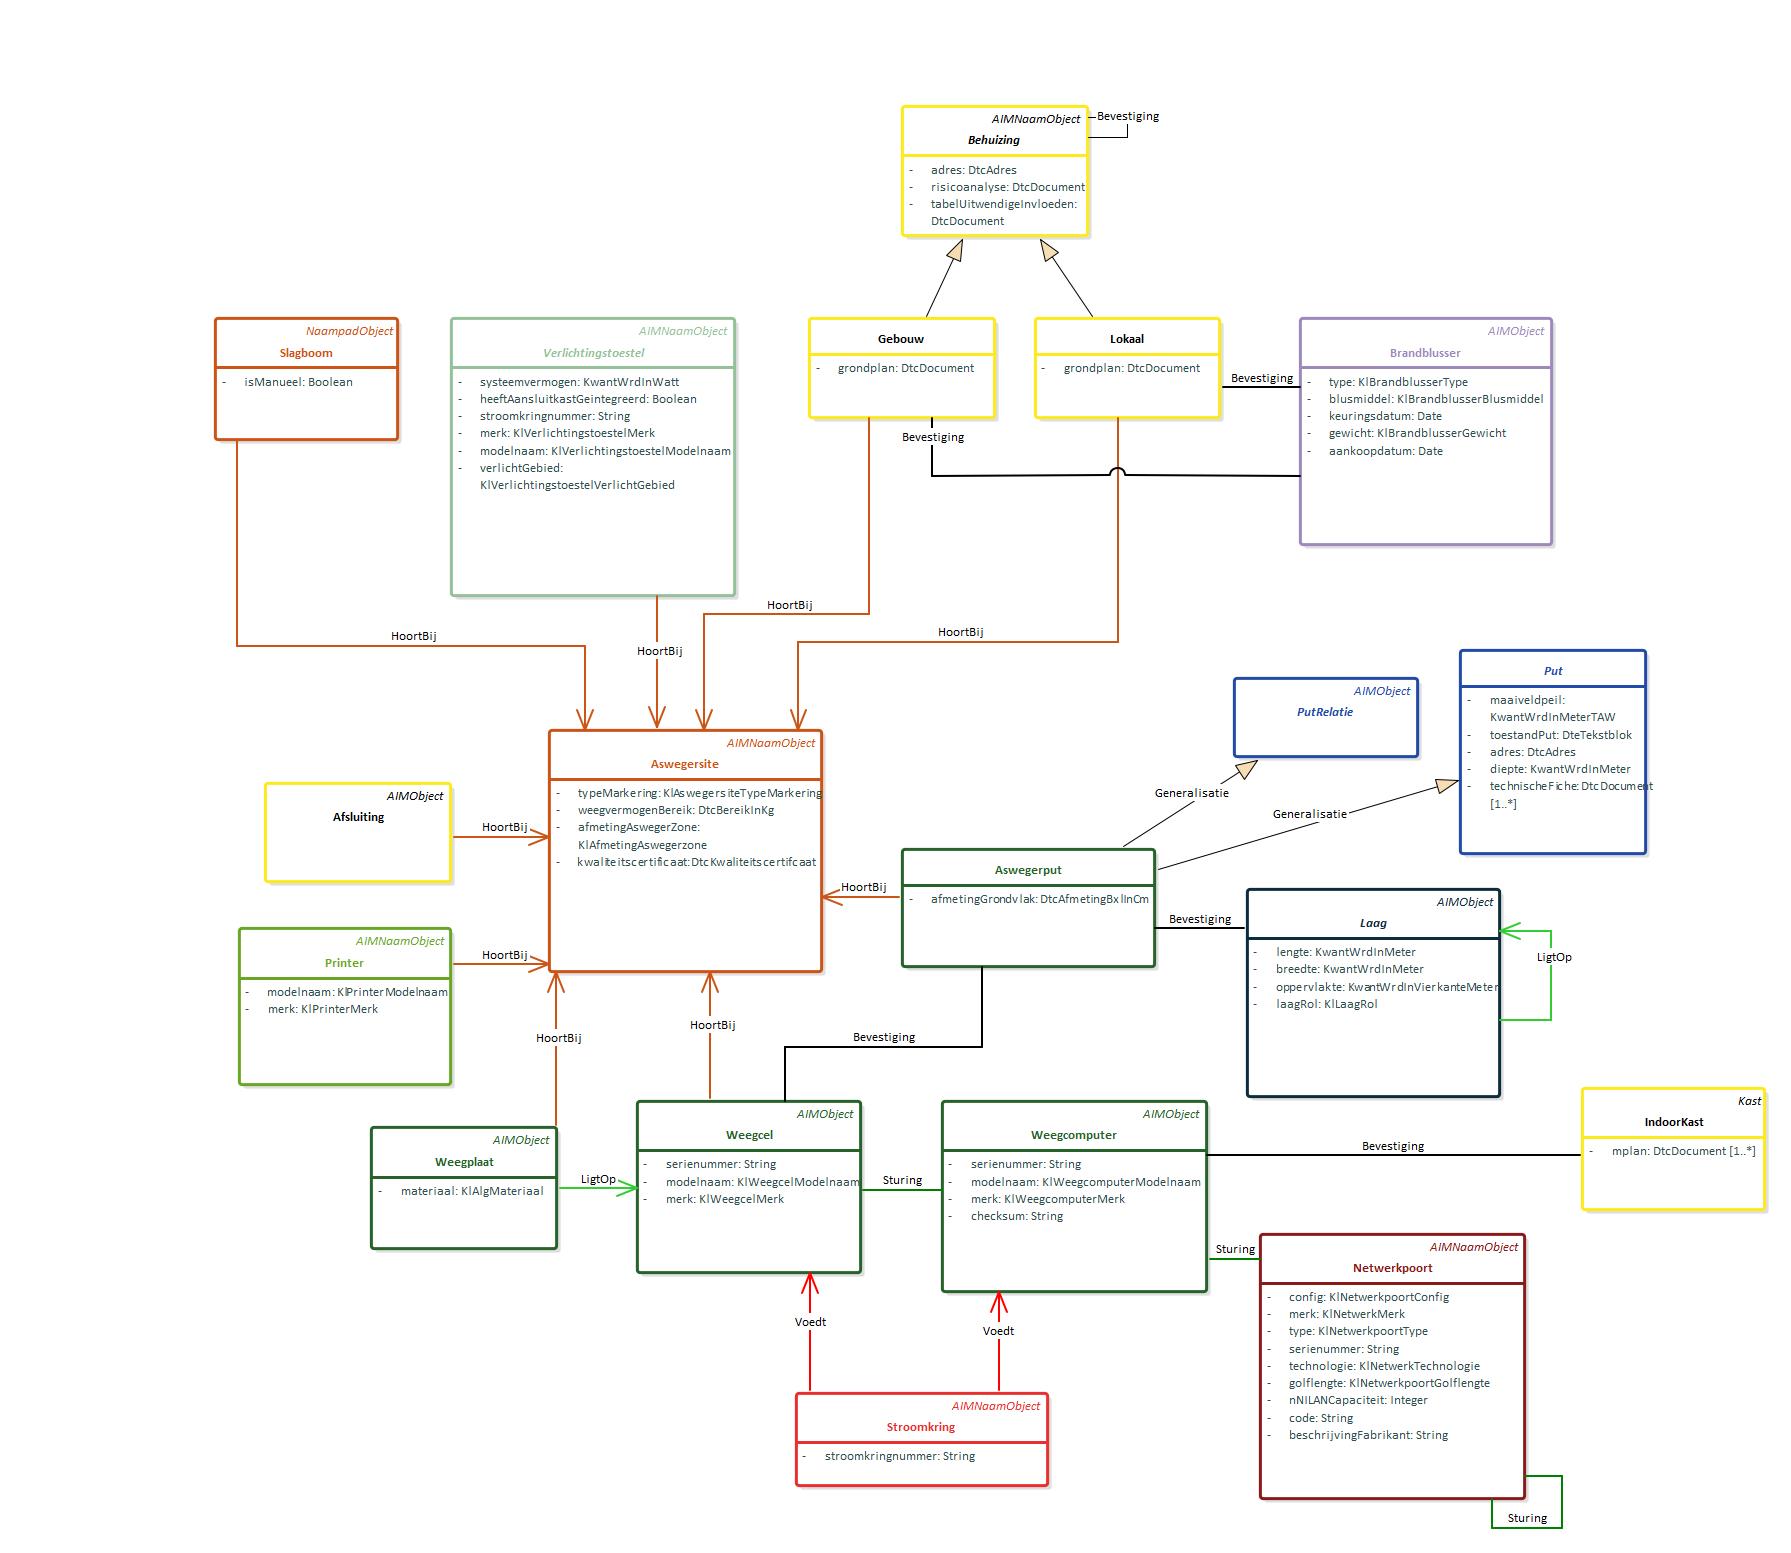 AIMNaamObject
Behuizing
- adres: DtcAdres
- risicoanalyse: DtcDocument
- tabelUitwendigeInvloeden:
DtcDocument
Bevestiging
NaampadObject
Slagboom
- isManueel: Boolean
AIMNaamObject
Verlichtingstoestel
- systeemvermogen: KwantWrdInWatt
- heeftAansluitkastGeintegreerd: Boolean
- stroomkringnummer: String
- merk: KlVerlichtingstoestelMerk
- modelnaam: KlVerlichtingstoestelModelnaam
- verlichtGebied:
KlVerlichtingstoestelVerlichtGebied
Gebouw
- grondplan: DtcDocument
Lokaal
- grondplan: DtcDocument
Bevestiging
AIMObject
Brandblusser
- type: KlBrandblusserType
- blusmiddel: KlBrandblusserBlusmiddel
- keuringsdatum: Date
- gewicht: KlBrandblusserGewicht
- aankoopdatum: Date
Bevestiging
HoortBij
HoortBij
HoortBij
HoortBij
AIMNaamObject
Aswegersite
- typeMarkering: KlAswegersiteTypeMarkering
- weegvermogenBereik: DtcBereikInKg
- afmetingAswegerZone:
KlAfmetingAswegerzone
- kwaliteitscertificaat:DtcKwaliteitscertifcaat
AIMObject
PutRelatie
Put
- maaiveldpeil:
KwantWrdInMeterTAW
- toestandPut: DteTekstblok
- adres: DtcAdres
- diepte: KwantWrdInMeter
- technischeFiche: DtcDocument
[1..*]
Generalisatie
Generalisatie
AIMObject
Afsluiting
HoortBij
Aswegerput
- afmetingGrondvlak: DtcAfmetingBxlInCm
HoortBij
Bevestiging
AIMObject
Laag
- lengte: KwantWrdInMeter
- breedte: KwantWrdInMeter
- oppervlakte: KwantWrdInVierkanteMeter
- laagRol: KlLaagRol
LigtOp
AIMNaamObject
Printer
- modelnaam: KlPrinterModelnaam
- merk: KlPrinterMerk
HoortBij
HoortBij
HoortBij
Bevestiging
AIMObject
Weegplaat
- materiaal: KlAlgMateriaal
LigtOp
AIMObject
Weegcel
- serienummer: String
- modelnaam: KlWeegcelModelnaam
- merk: KlWeegcelMerk
Sturing
AIMObject
Weegcomputer
- serienummer: String
- modelnaam: KlWeegcomputerModelnaam
- merk: KlWeegcomputerMerk
- checksum: String
Bevestiging
Kast
IndoorKast
- mplan: DtcDocument [1..*]
Sturing
AIMNaamObject
Netwerkpoort
- config: KlNetwerkpoortConfig
- merk: KlNetwerkMerk
- type: KlNetwerkpoortType
- serienummer: String
- technologie: KlNetwerkTechnologie
- golflengte: KlNetwerkpoortGolflengte
- nNILANCapaciteit: Integer
- code: String
- beschrijvingFabrikant: String
Sturing
Voedt
Voedt
AIMNaamObject
Stroomkring
- stroomkringnummer: String